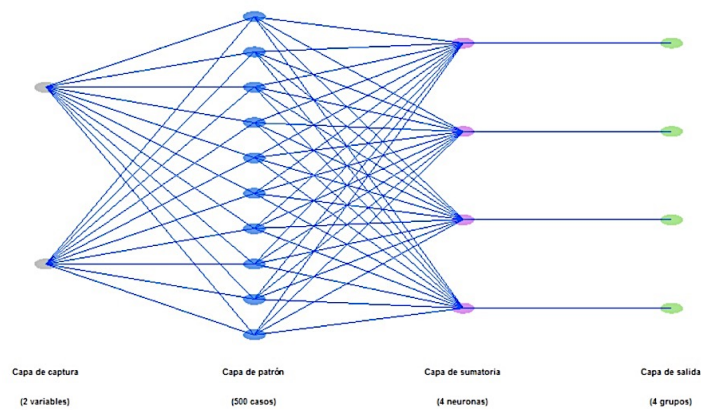 Capa de captura
Capa de patrón
Capa de sumatoria
Capa de salida
(2 variables)
(500 casos)
(4 neuronas)
(4 grupos)